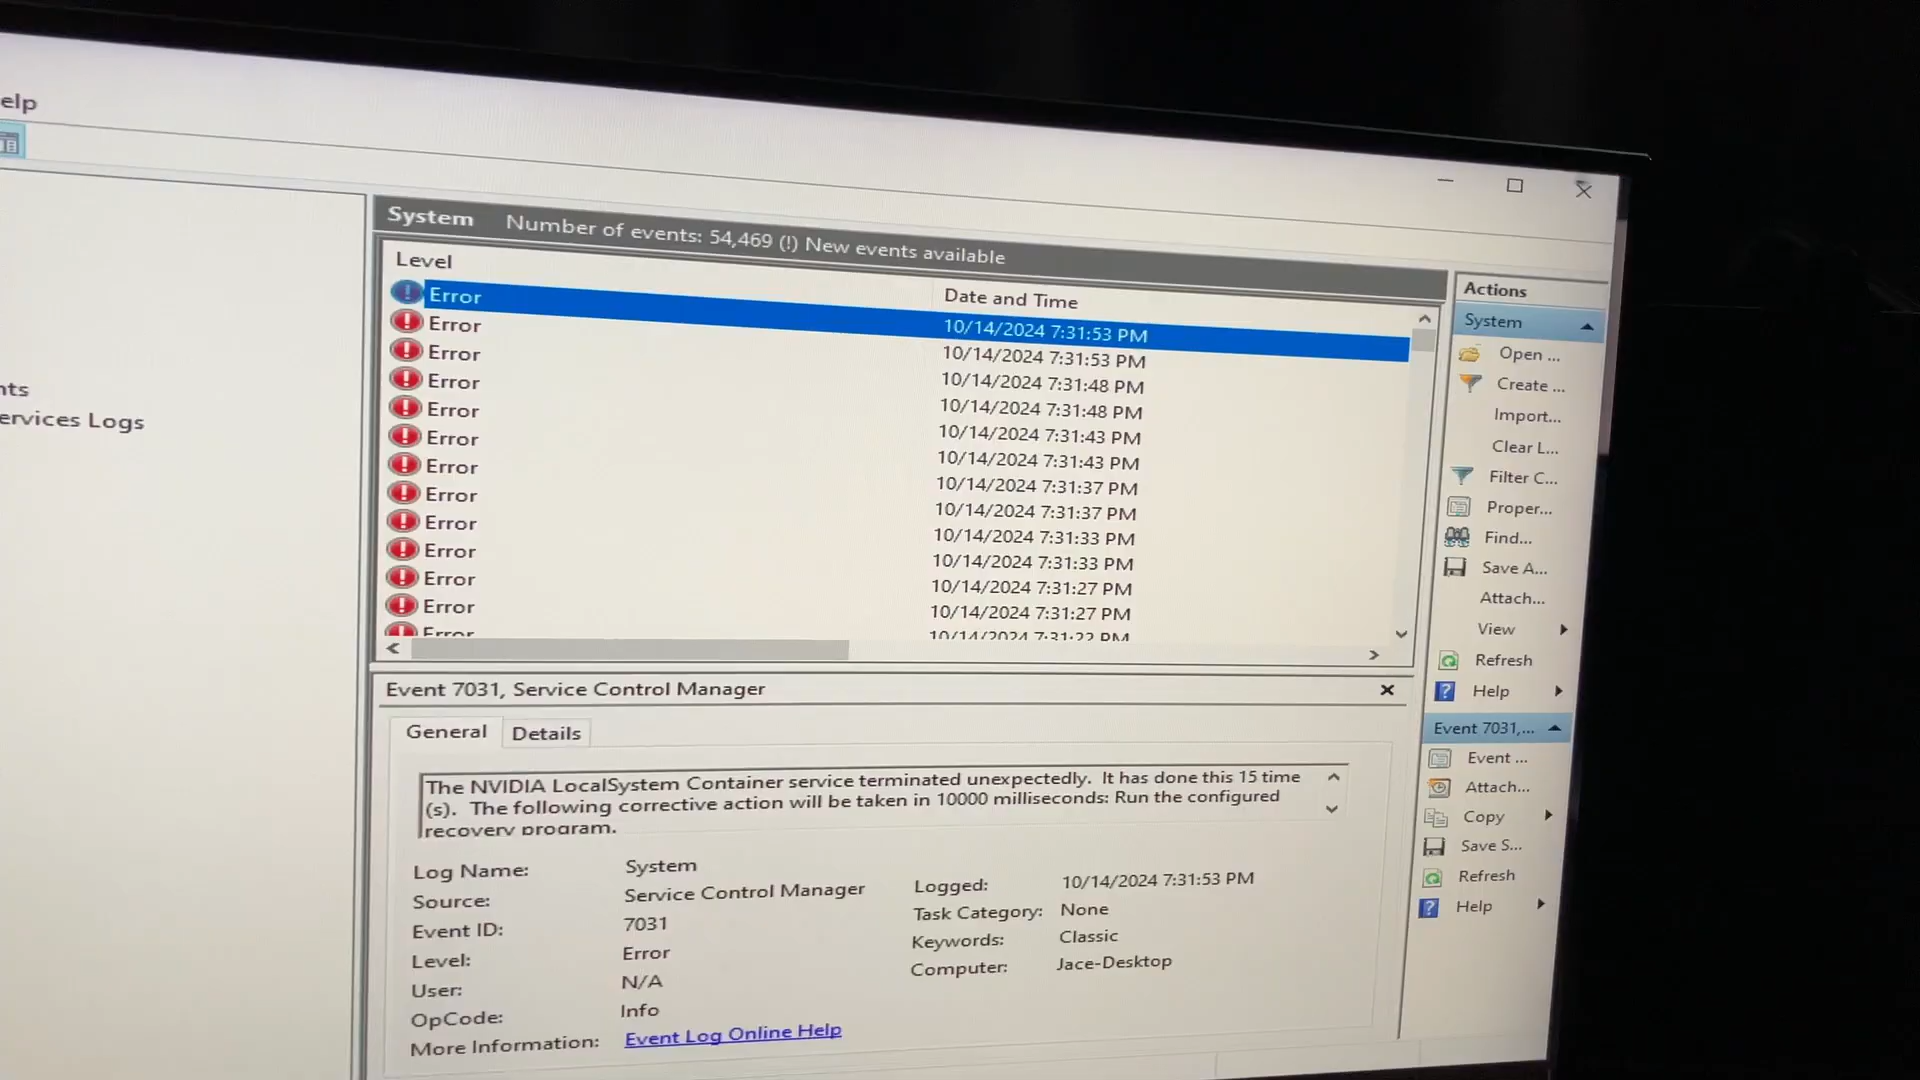 elp
nts
ervices Logs
System Number of events: 54,469 (!) New events available
Level Date and Time
Error 10/14/2024 7:31:53 PM
Error 10/14/2024 7:31:53 PM
Error 10/14/2024 7:31:48 PM
Error 10/14/2024 7:31:48 PM
Error 10/14/2024 7:31:43 PM
Error 10/14/2024 7:31:43 PM
Error 10/14/2024 7:31:37 PM
Error 10/14/2024 7:31:37 PM
Error 10/14/2024 7:31:33 PM
Error 10/14/2024 7:31:33 PM
Error 10/14/2024 7:31:27 PM
Error 10/14/2024 7:31:27 PM
Error 10/14/2024 7:31:22 PM
Event 7031, Service Control Manager
General Details
The NVIDIA LocalSystem Container service terminated unexpectedly. It has done this 15 time
(s). The following corrective action will be taken in 10000 milliseconds: Run the configured
recovery program.
Log Name: System
Source: Service Control Manager
Event ID: 7031
Level: Error
User: N/A
OpCode: Info
More Information: Event Log Online Help
Logged: 10/14/2024 7:31:53 PM
Task Category: None
Keywords: Classic
Computer: Jace-Desktop
Actions
System
Open ...
Create ...
Import...
Clear L...
Filter C...
Proper...
Find...
Save A...
Attach...
View
Refresh
Help
Event 7031,...
Event ...
Attach...
Copy
Save S...
Refresh
Help